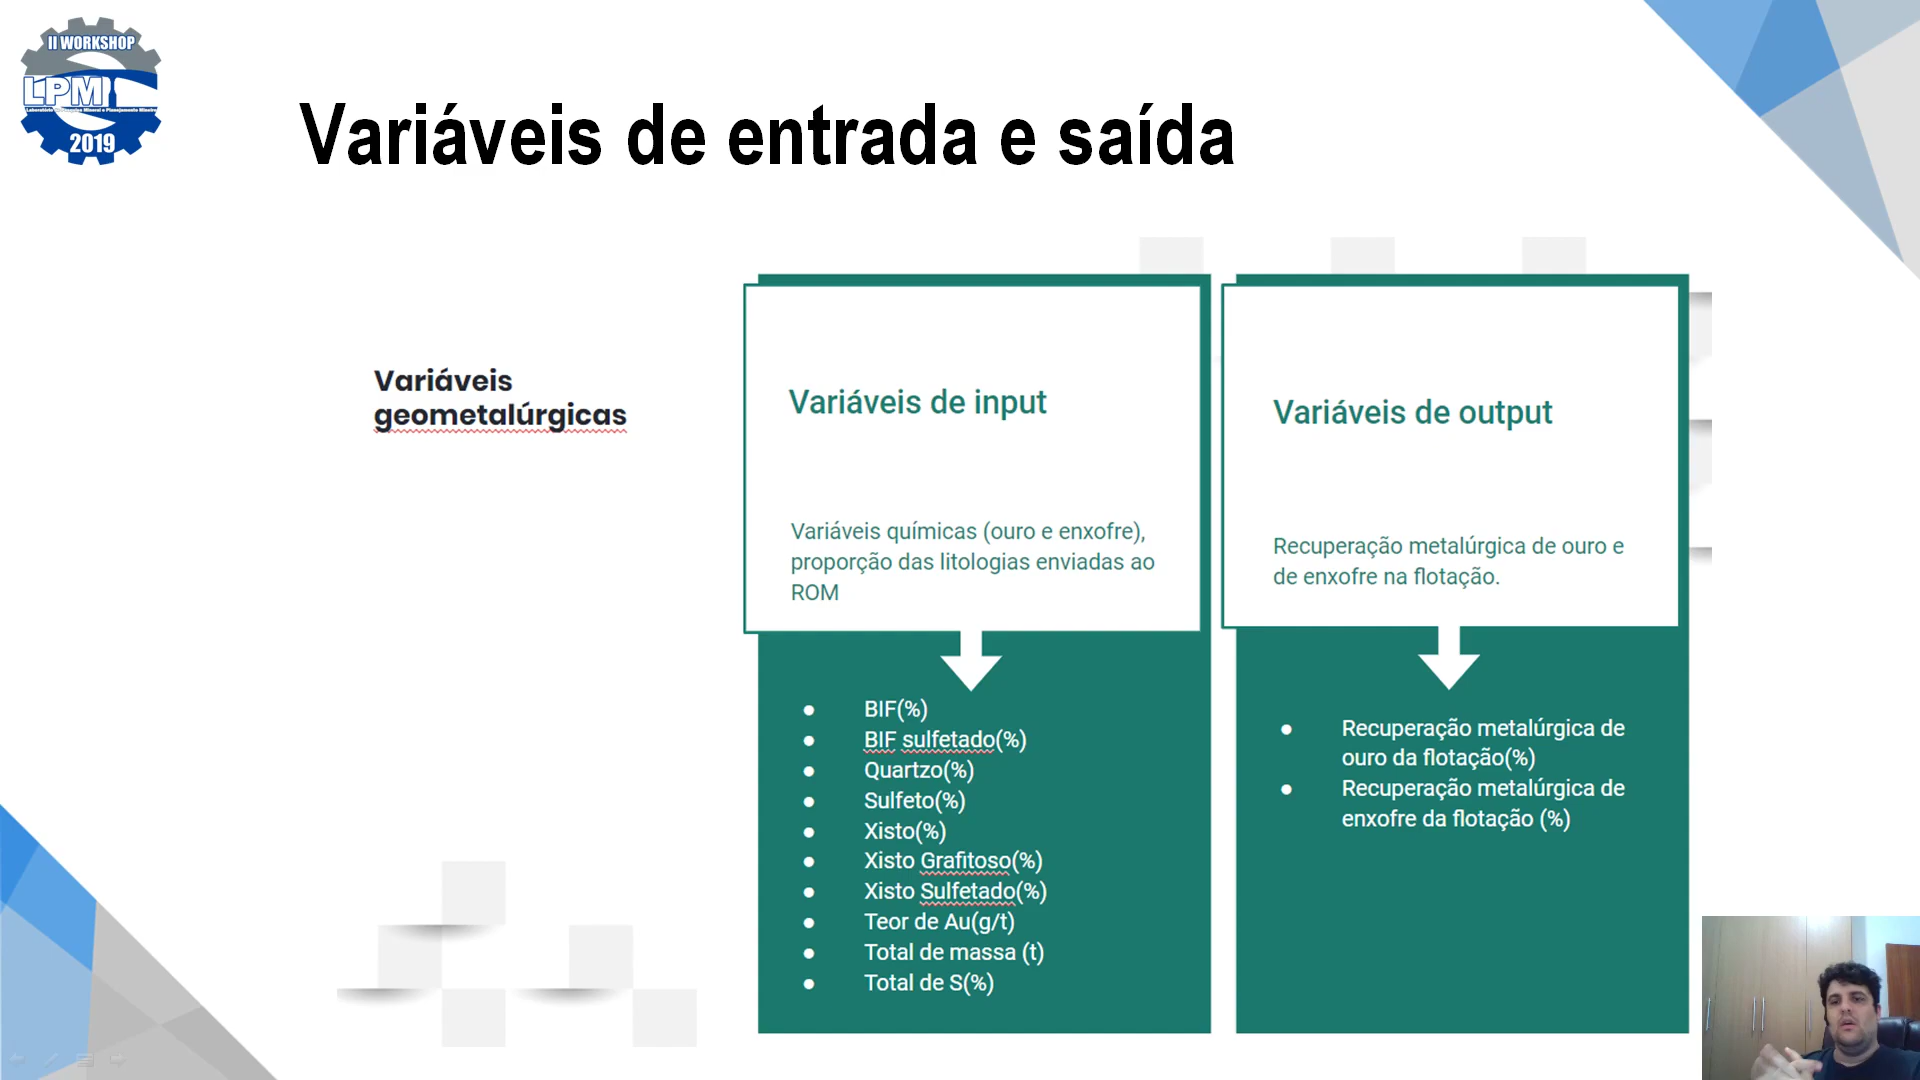 II WORKSHOP
LPM
2019
Variáveis de entrada e saída
Variáveis
geometalúrgicas
Variáveis de input
Variáveis químicas (ouro e enxofre),
proporção das litologias enviadas ao
ROM
● BIF(%)
● BIF sulfetado(%)
● Quartzo(%)
● Sulfeto(%)
● Xisto(%)
● Xisto Grafitoso(%)
● Xisto Sulfetado(%)
● Teor de Au(g/t)
● Total de massa (t)
● Total de S(%)
Variáveis de output
Recuperação metalúrgica de ouro e
de enxofre na flotação.
● Recuperação metalúrgica de
ouro da flotação(%)
● Recuperação metalúrgica de
enxofre da flotação (%)